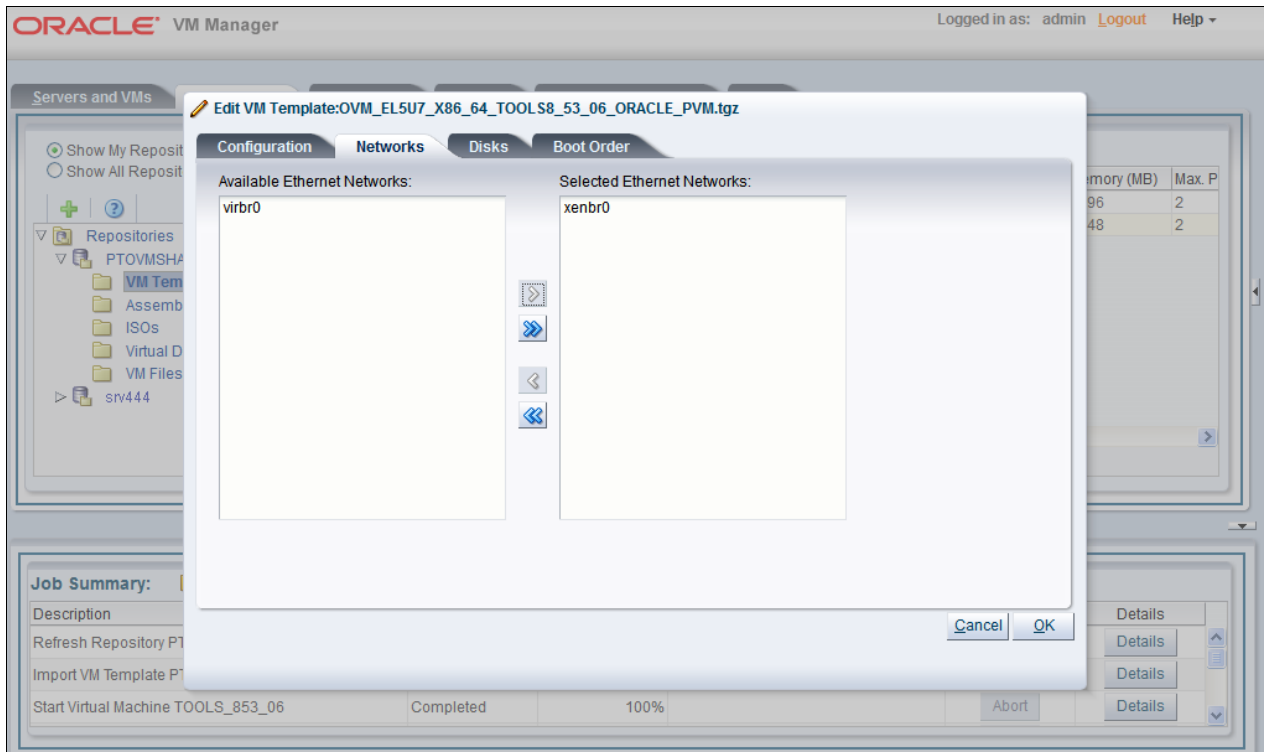 ORACLE VM Manager
Logged in as: admin Logout Help
Servers and VMs
Edit VM Template:OVM_EL5U7_X86_64_TOOLS8_53_06_ORACLE_PVM.tgz
Configuration Networks Disks Boot Order
Show My Reposit
Show All Reposit
Available Ethernet Networks: Selected Ethernet Networks:
virbr0 xenbr0
emory (MB) Max. P
96 2
48 2
Repositories
PTOVMSHA
VM Tem
Assemb
ISOs
Virtual D
VM Files
srv444
Job Summary:
Description Details
Cancel OK
Refresh Repository PT Details
Import VM Template PT Details
Start Virtual Machine TOOLS_853_06 Completed 100% Abort Details